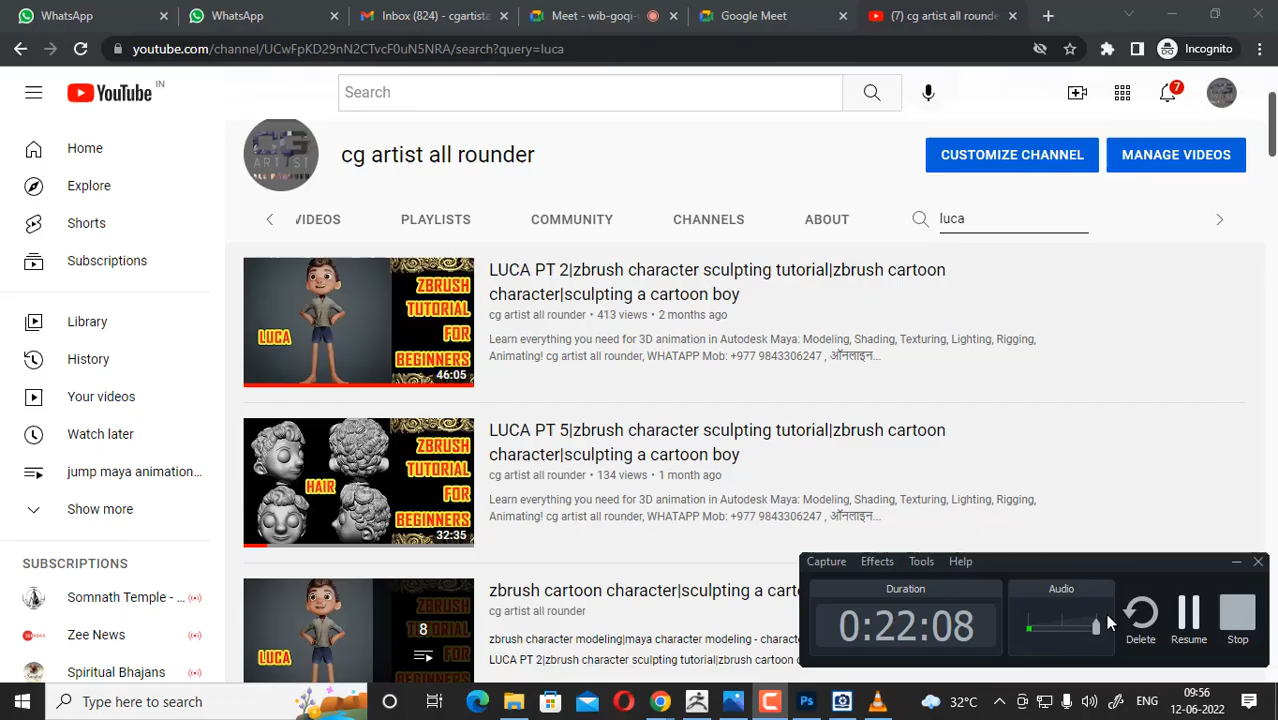 WhatsApp
WhatsApp
Inbox (824) - cgartista
Meet - wib-goqi-
Google Meet
(7) cg artist all rounde
youtube.com/channel/UCwFpKD29nN2CTvcF0uN5NRA/search?query=luca
Incognito
YouTube IN
Search
7
Home
Explore
Shorts
Subscriptions
Library
History
Your videos
Watch later
jump maya animation...
Show more
SUBSCRIPTIONS
Somnath Temple - ...
Zee News
Spiritual Bhajans
CG
ARTIST
ALL ROUNDER
cg artist all rounder
CUSTOMIZE CHANNEL
MANAGE VIDEOS
VIDEOS
PLAYLISTS
COMMUNITY
CHANNELS
ABOUT
luca
LUCA
ZBRUSH
TUTORIAL
FOR
BEGINNERS
46:05
LUCA PT 2|zbrush character sculpting tutorial|zbrush cartoon
character|sculpting a cartoon boy
cg artist all rounder • 413 views • 2 months ago
Learn everything you need for 3D animation in Autodesk Maya: Modeling, Shading, Texturing, Lighting, Rigging,
Animating! cg artist all rounder, WHATAPP Mob: +977 9843306247 , ऑनलाइन...
HAIR
ZBRUSH
TUTORIAL
FOR
BEGINNERS
32:35
LUCA PT 5|zbrush character sculpting tutorial|zbrush cartoon
character|sculpting a cartoon boy
cg artist all rounder • 134 views • 1 month ago
Learn everything you need for 3D animation in Autodesk Maya: Modeling, Shading, Texturing, Lighting, Rigging,
Animating! cg artist all rounder, WHATAPP Mob: +977 9843306247 , ऑनलाइन...
LUCA
8
zbrush cartoon character|sculpting a cart
cg artist all rounder
zbrush character modeling|maya character modeling - charact
LUCA PT 2|zbrush character sculpting tutorial|zbrush cartoon
Capture Effects Tools Help
Duration
0:22:08
Audio
Delete
Resume
Stop
Type here to search
Ps
32°C
ENG
09:56
12-06-2022